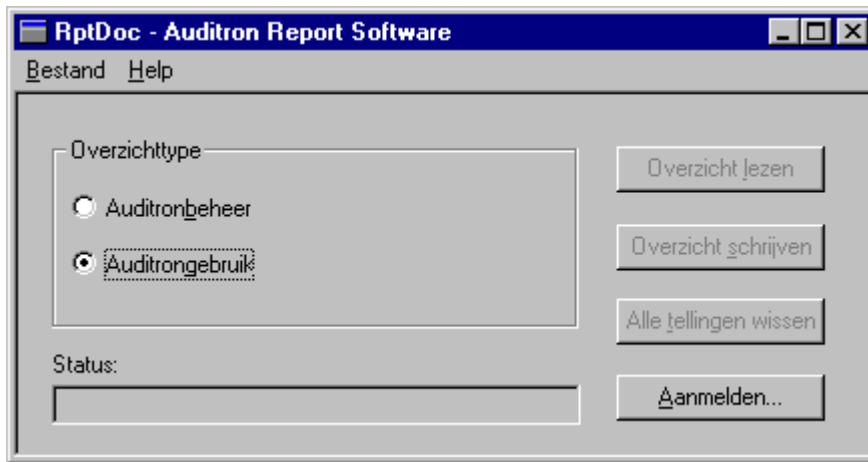 RptDoc - Auditron Report Software
Bestand Help
Overzichttype
Auditronbeheer
Auditrongebruik
Overzicht lezen
Overzicht schrijven
Alle tellingen wissen
Status:
Aanmelden...